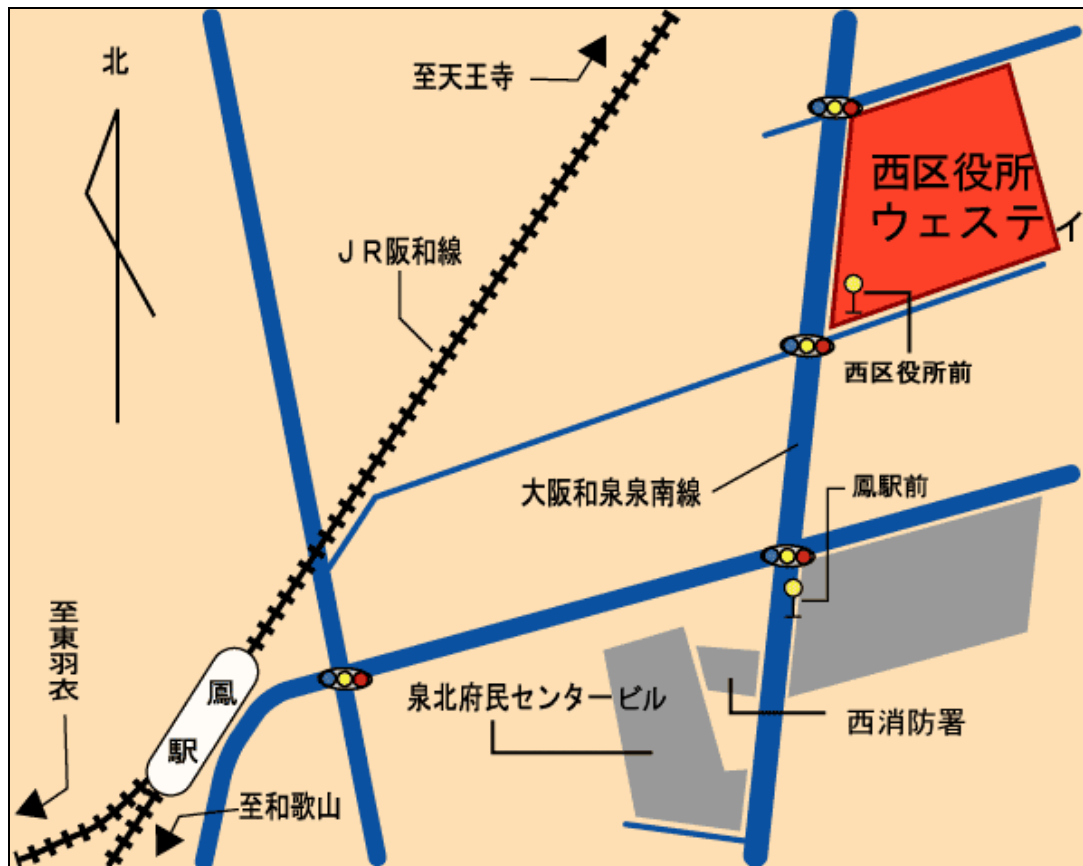 北
至天王寺
西区役所
ウェスティ
ＪＲ阪和線
西区役所前
大阪和泉泉南線
鳳駅前
至東羽衣
鳳駅
泉北府民センタービル
西消防署
至和歌山